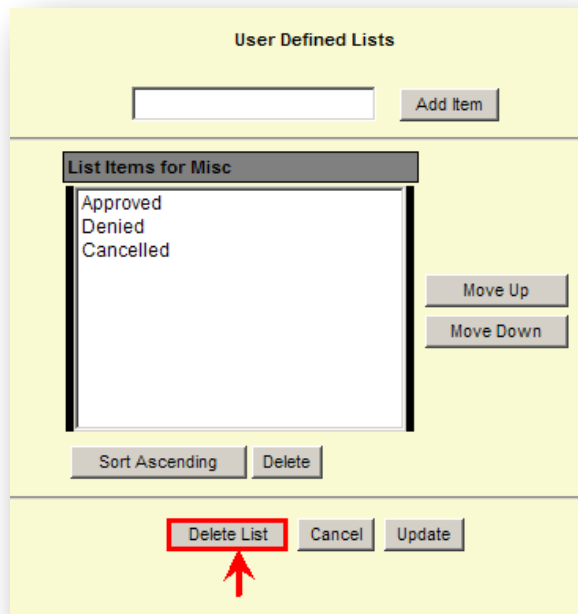 User Defined Lists
Add Item
List Items for Misc
Approved
Denied
Cancelled
Move Up
Move Down
Sort Ascending Delete
Delete List Cancel Update